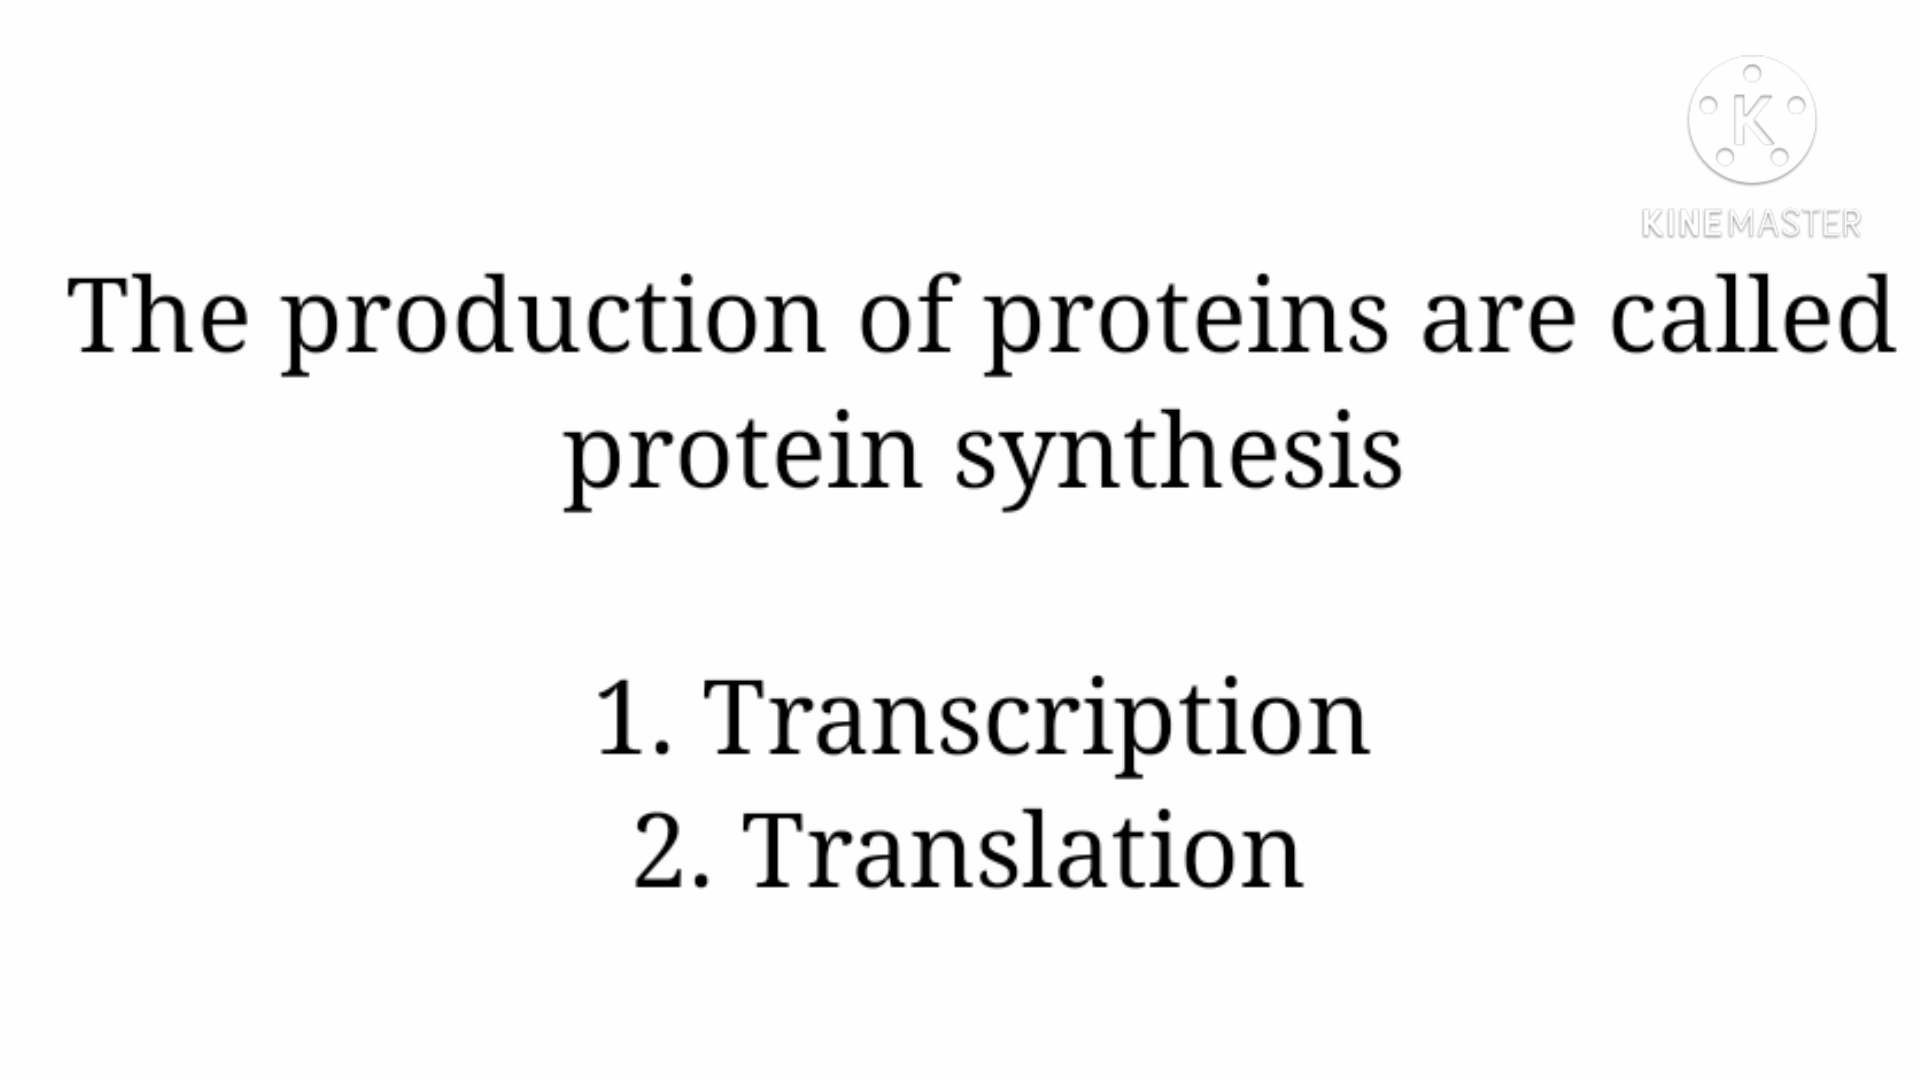 K
KINEMASTER
The production of proteins are called
protein synthesis
1. Transcription
2. Translation